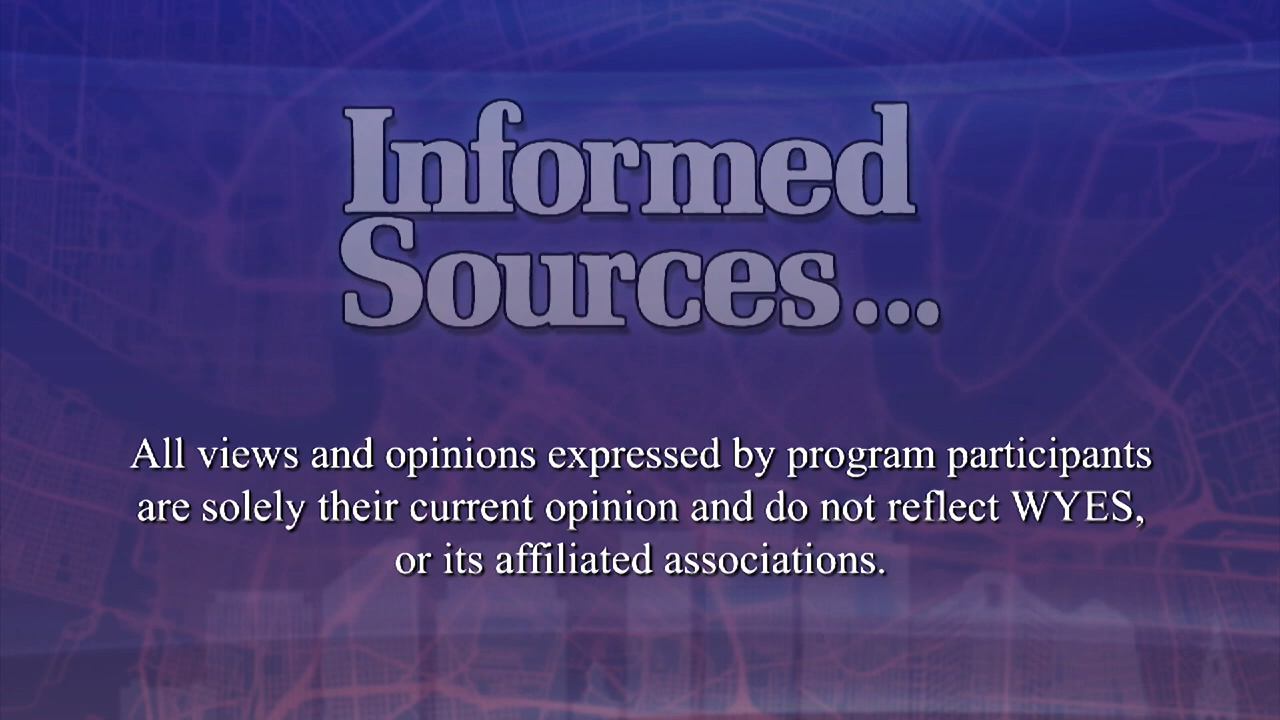 Informed
Sources...
All views and opinions expressed by program participants
are solely their current opinion and do not reflect WYES,
or its affiliated associations.